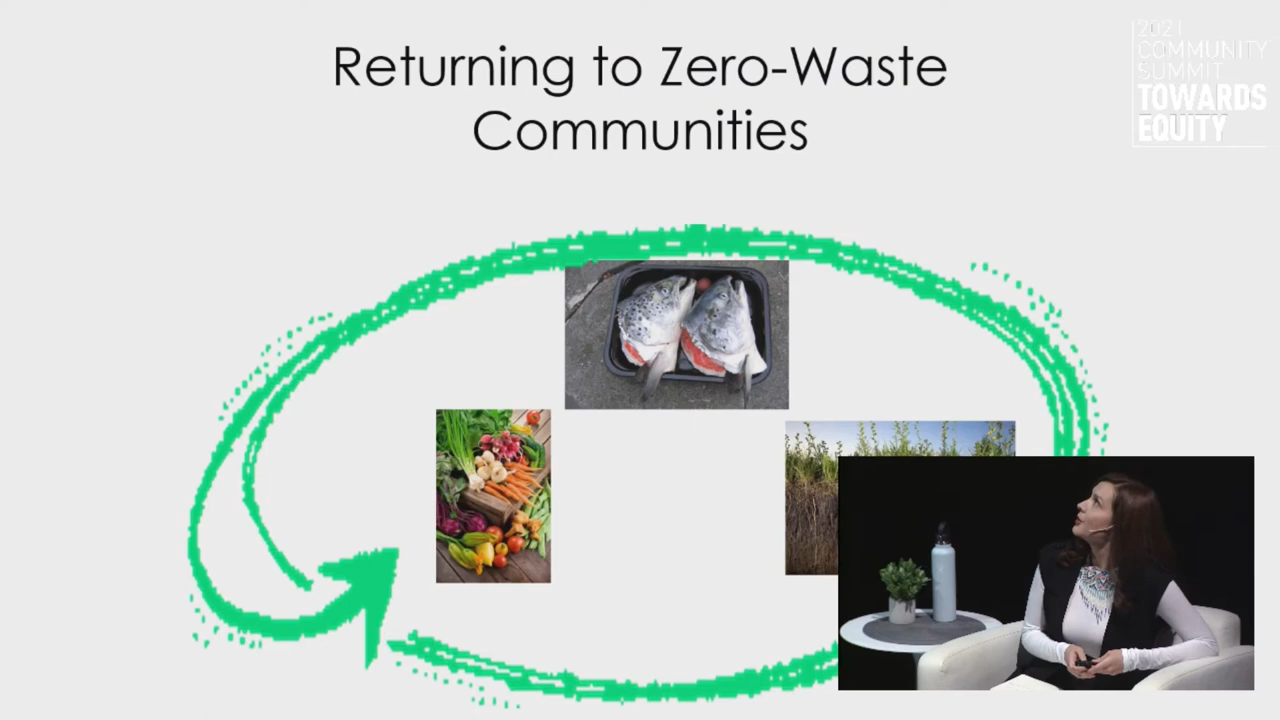 Returning to Zero-Waste
Communities
2021
COMMUNITY
SUMMIT
TOWARDS
EQUITY